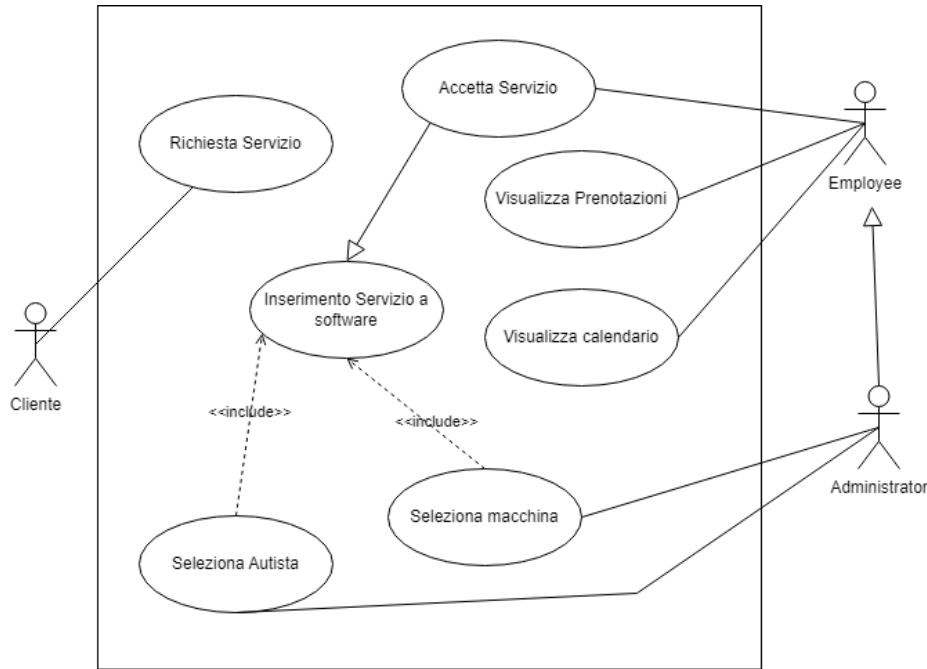 Accetta Servizio
Richiesta Servizio
Employee
Visualizza Prenotazioni
Inserimento Servizio a
software
Visualizza calendario
Cliente
<<include>>
<<include>>
Administrator
Seleziona macchina
Seleziona Autista